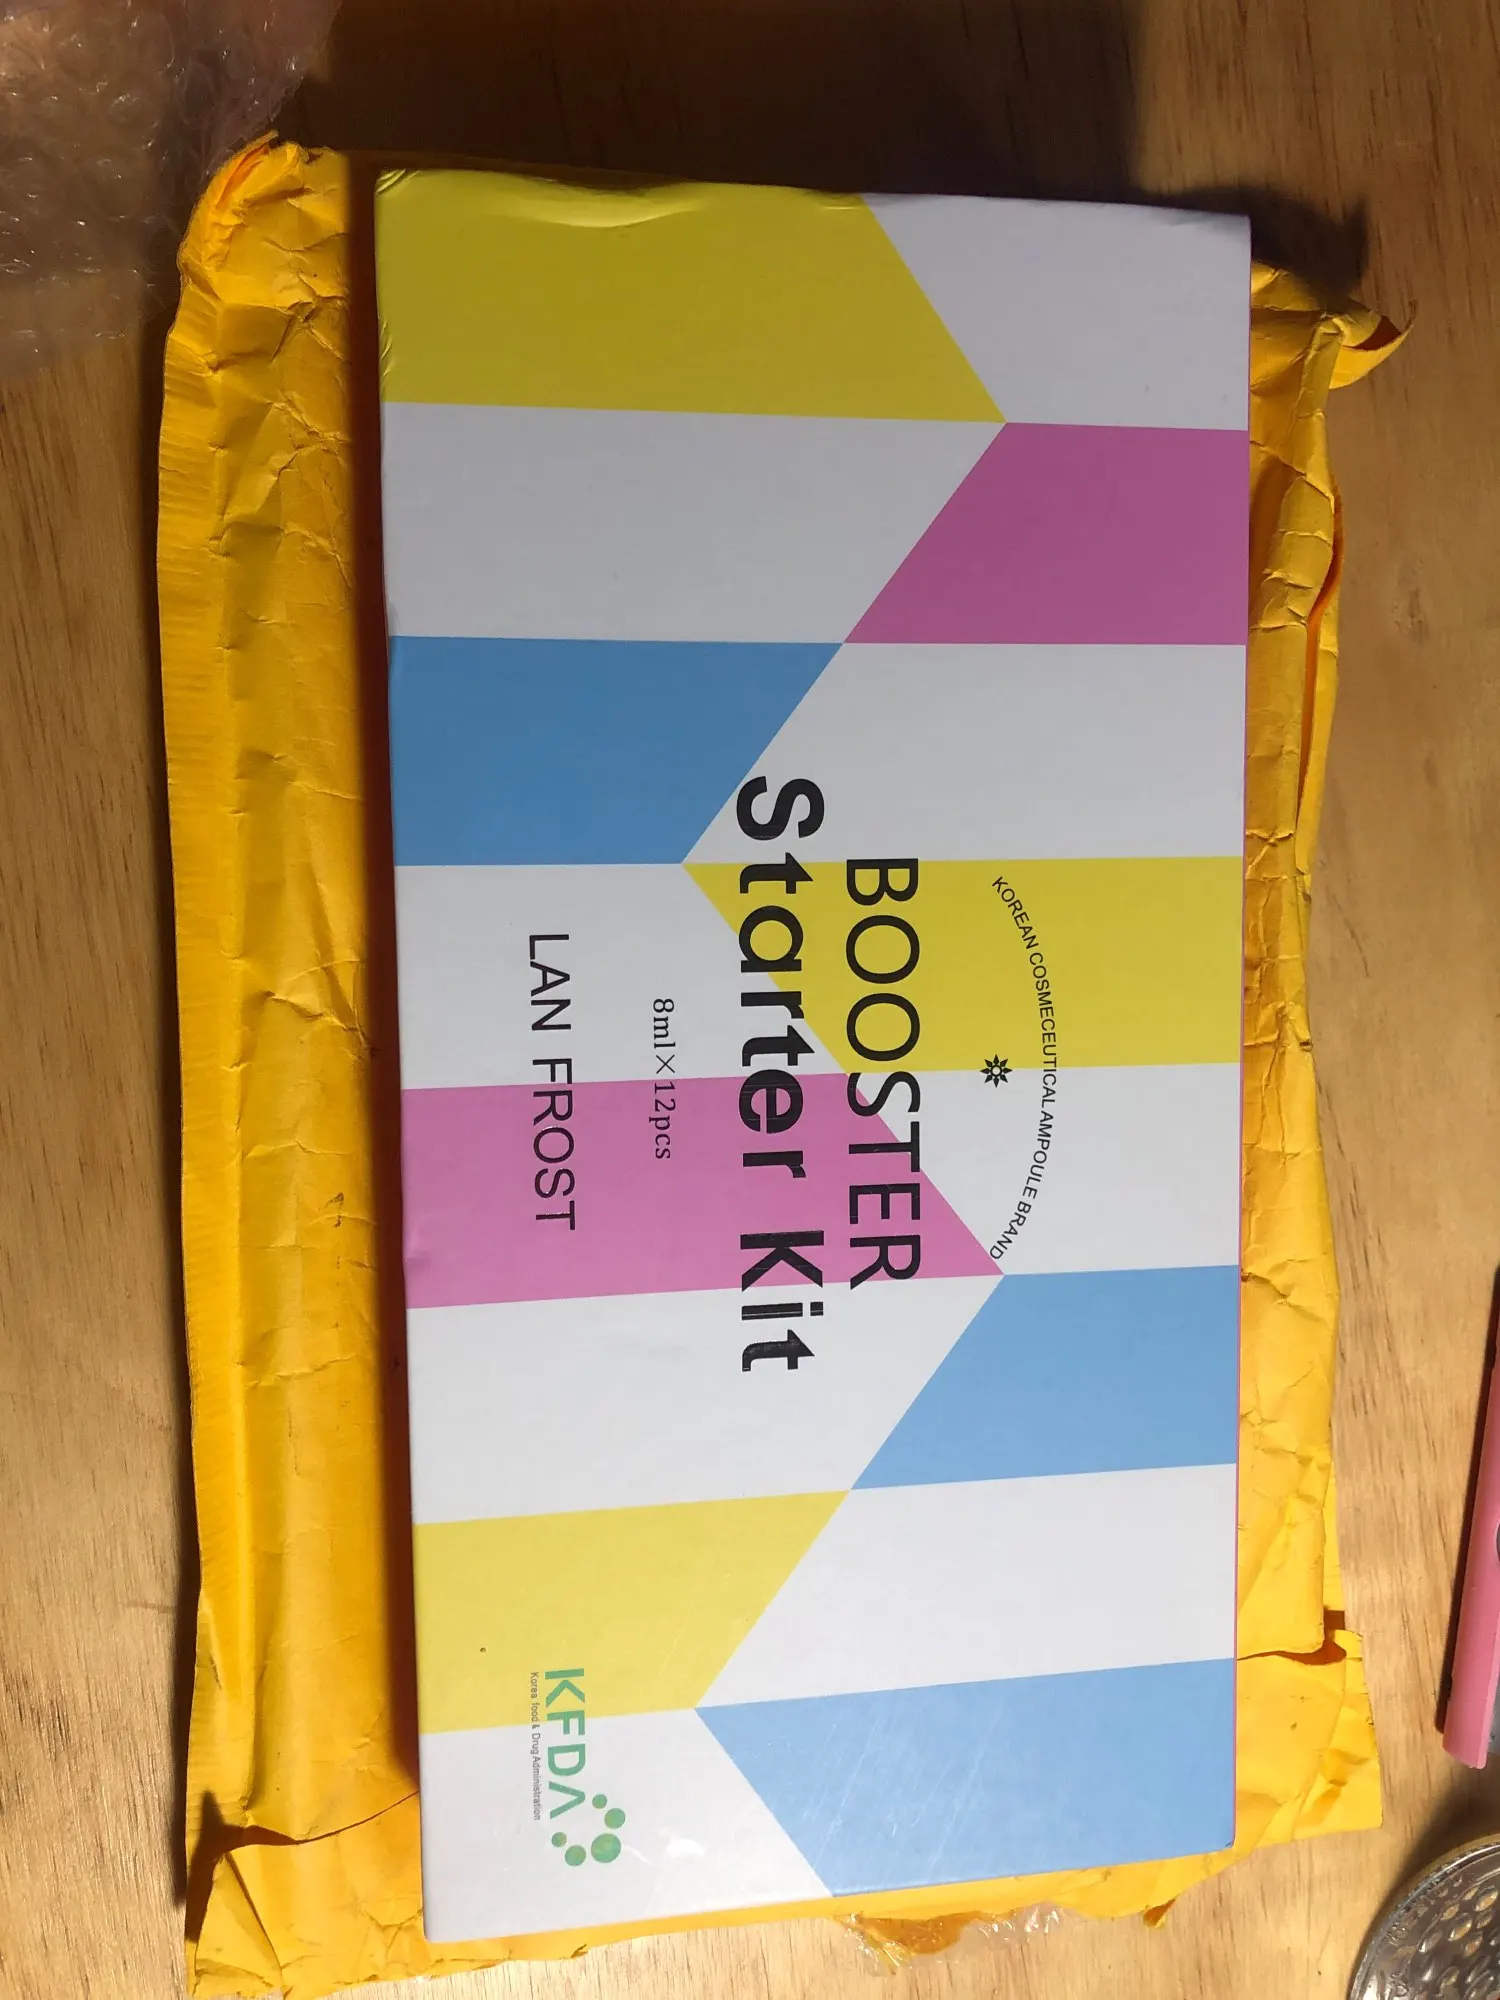 KOREAN COSMECEUTICAL AMPOULE BRAND
BOOSTER
Starter Kit
8ml×12pcs
LAN FROST
KFDA
Korea food & Drug Administration